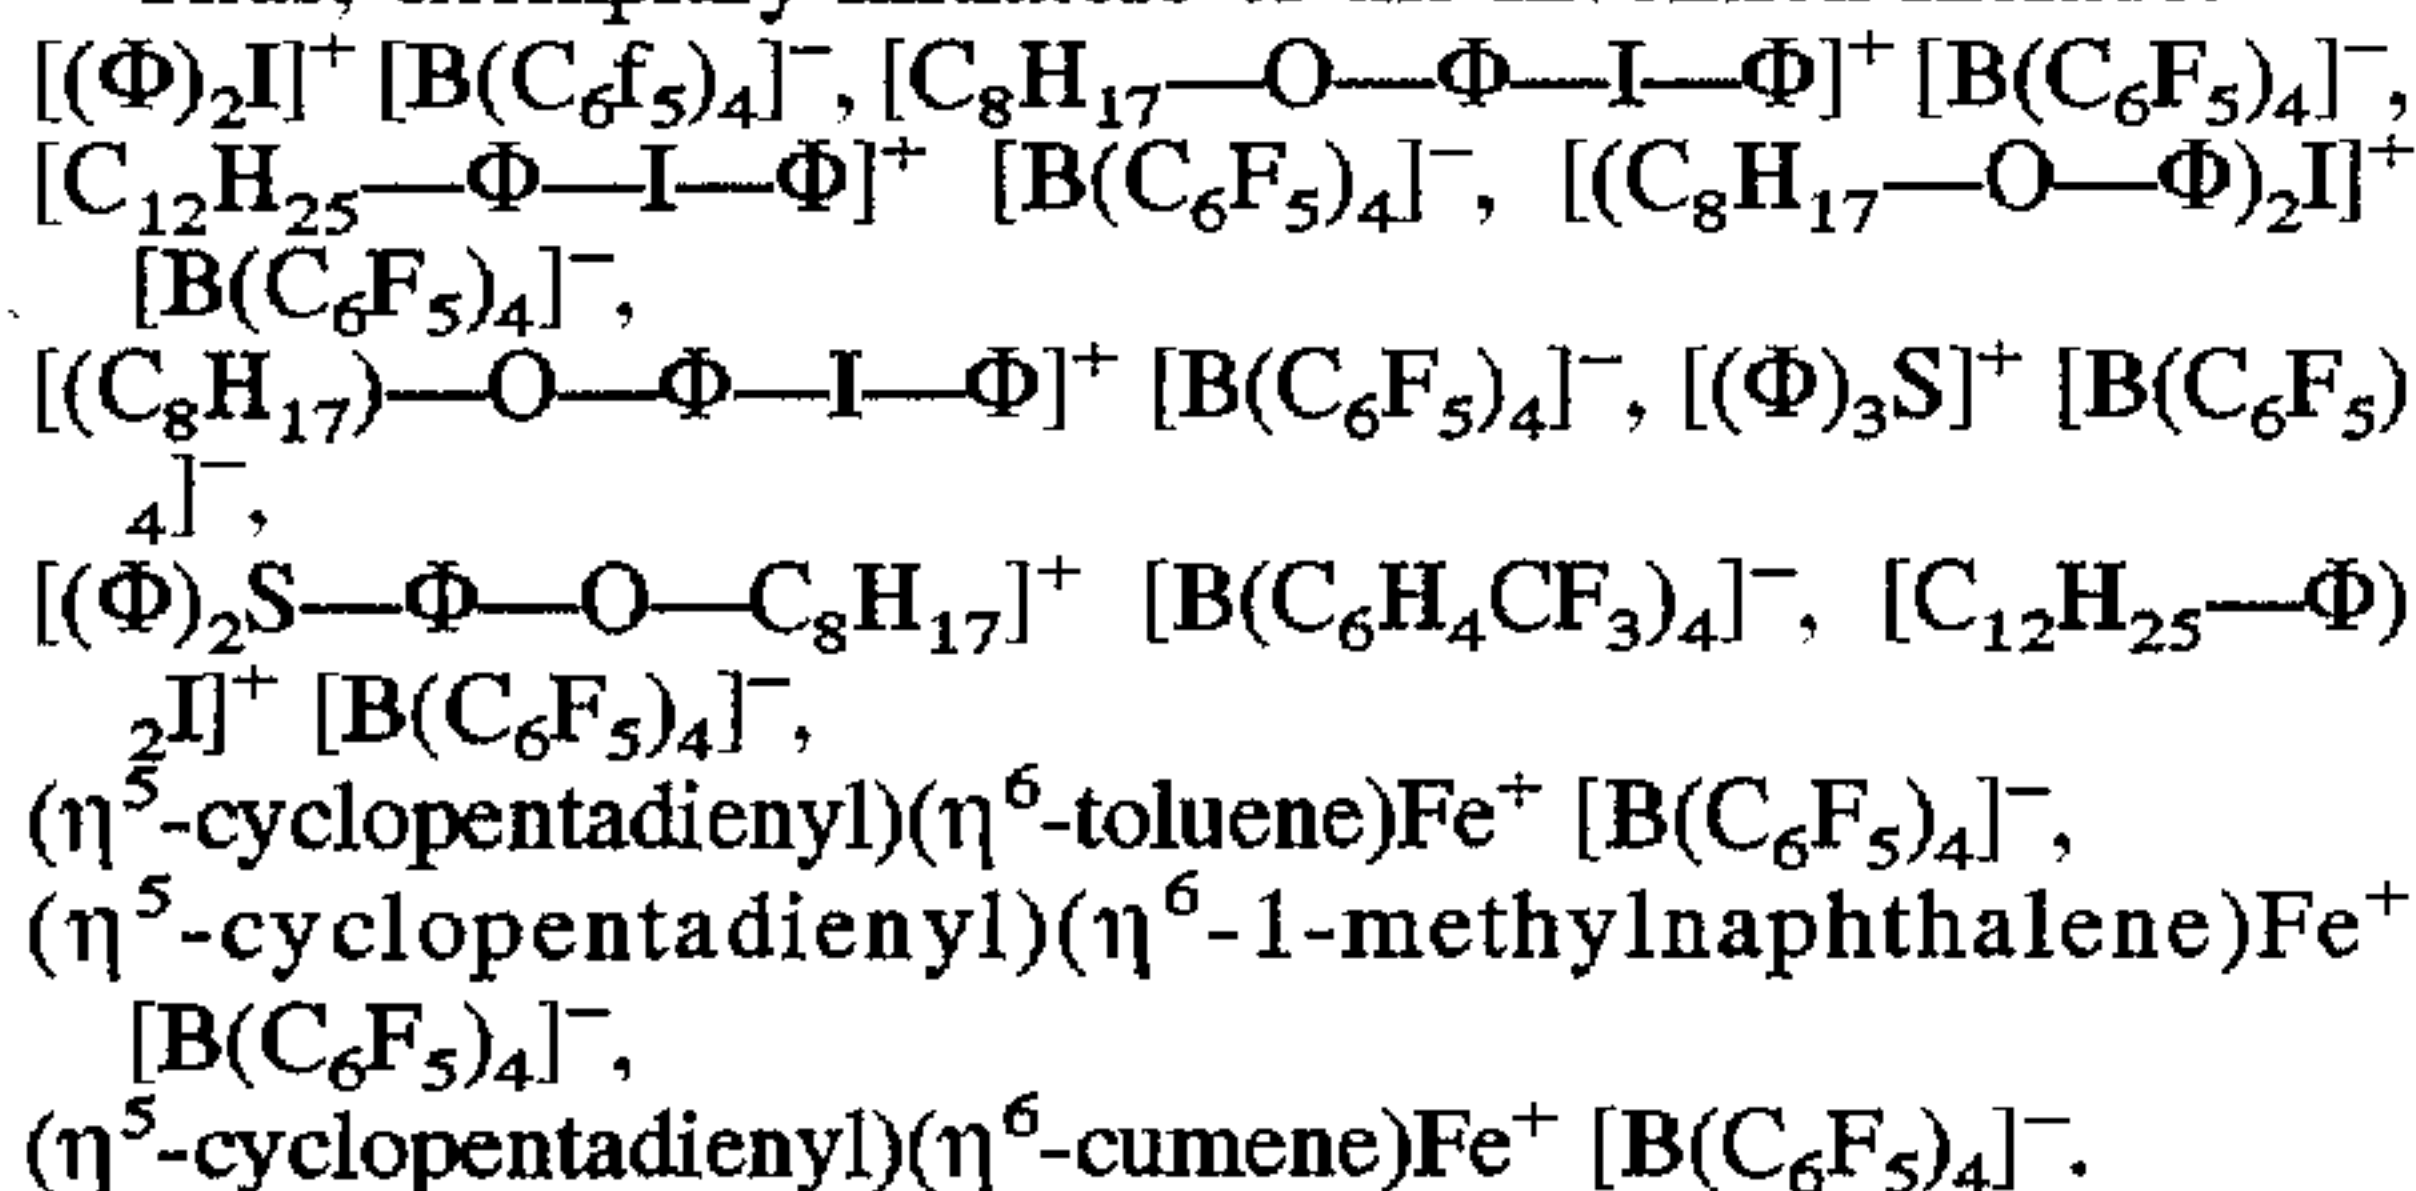 [(Φ)₂I]⁺ [B(C₆f₅)₄]⁻, [C₈H₁₇—O—Φ—I—Φ]⁺ [B(C₆F₅)₄]⁻,
[C₁₂H₂₅—Φ—I—Φ]⁺ [B(C₆F₅)₄]⁻, [(C₈H₁₇—O—Φ)₂I]⁺
[B(C₆F₅)₄]⁻,
[(C₈H₁₇)—O—Φ—I—Φ]⁺ [B(C₆F₅)₄]⁻, [(Φ)₃S]⁺ [B(C₆F₅)
₄]⁻,
[(Φ)₂S—Φ—O—C₈H₁₇]⁺ [B(C₆H₄CF₃)₄]⁻, [C₁₂H₂₅—Φ)
₂I]⁺ [B(C₆F₅)₄]⁻,
(η⁵-cyclopentadienyl)(η⁶-toluene)Fe⁺ [B(C₆F₅)₄]⁻,
(η⁵-cyclopentadienyl)(η⁶-1-methylnaphthalene)Fe⁺
[B(C₆F₅)₄]⁻,
(η⁵-cyclopentadienyl)(η⁶-cumene)Fe⁺ [B(C₆F₅)₄]⁻.